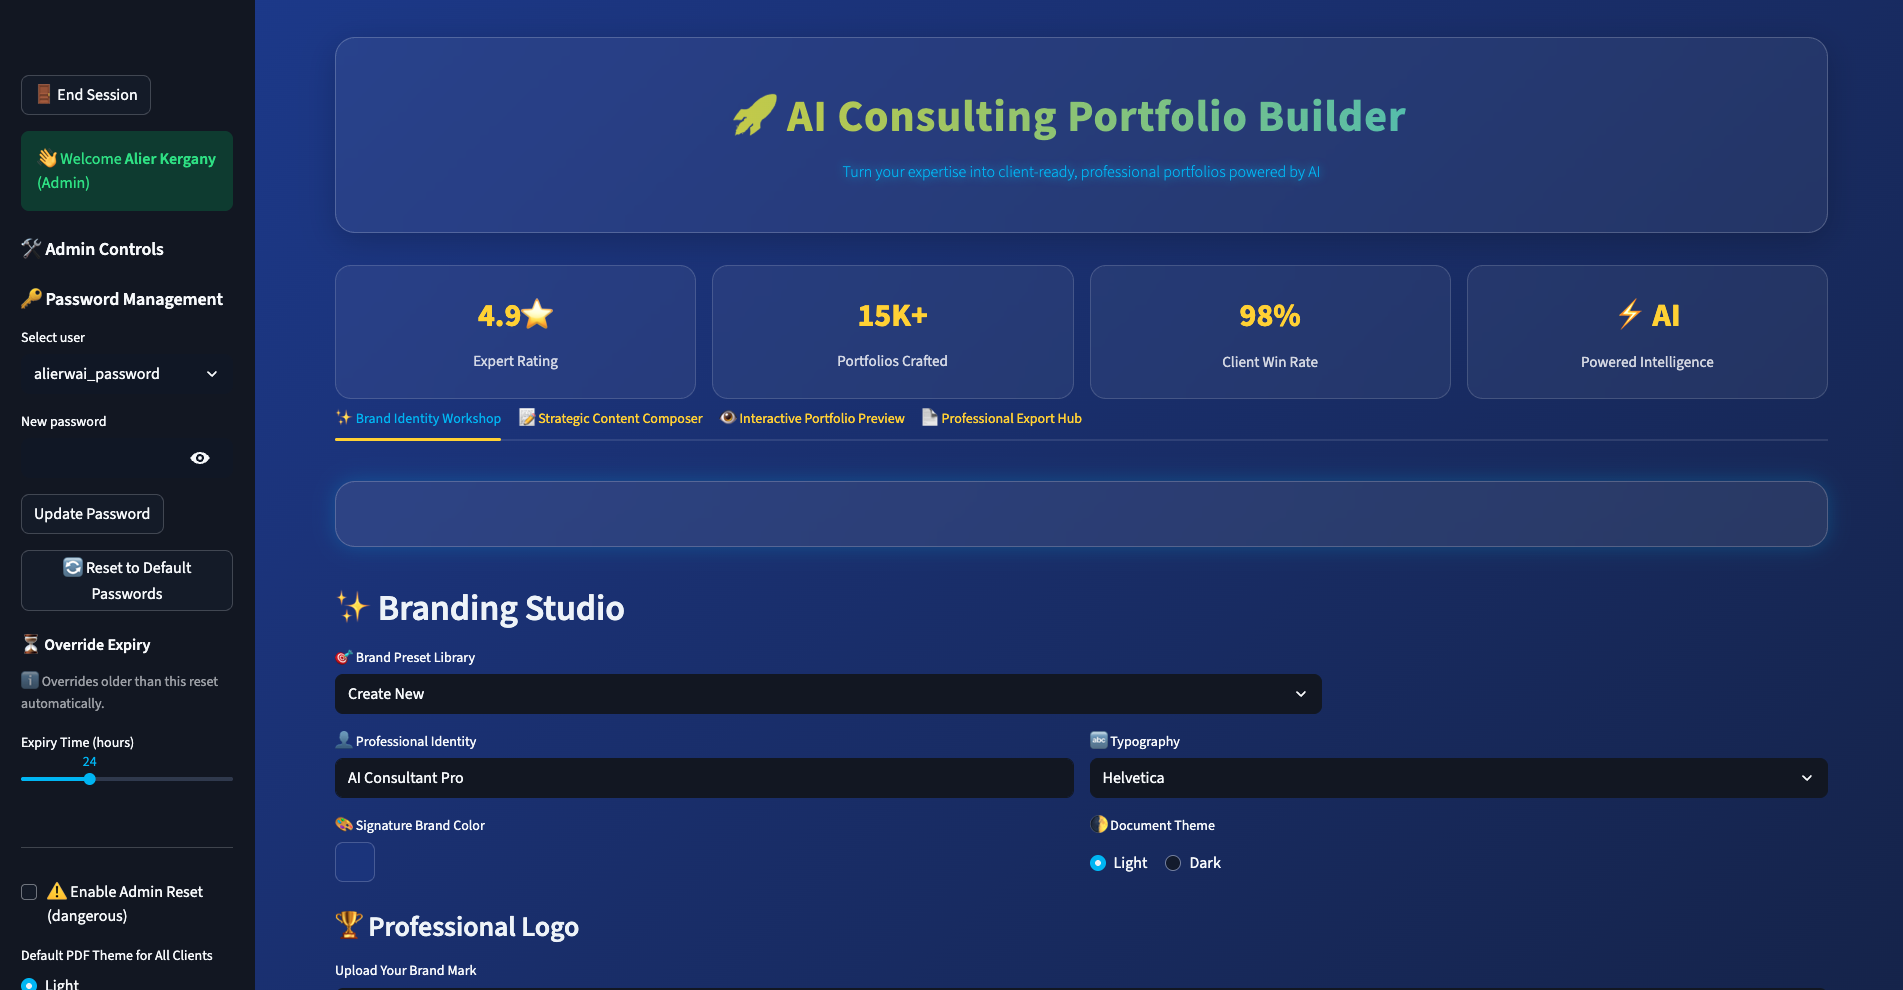 End Session
Welcome Alier Kergany
(Admin)
Admin Controls
Password Management
Select user
alierwai_password
New password
Update Password
Reset to Default
Passwords
Override Expiry
Overrides older than this reset
automatically.
Expiry Time (hours)
24
Enable Admin Reset
(dangerous)
Default PDF Theme for All Clients
Light
AI Consulting Portfolio Builder
Turn your expertise into client-ready, professional portfolios powered by AI
4.9
Expert Rating
15K+
Portfolios Crafted
98%
Client Win Rate
AI
Powered Intelligence
Brand Identity Workshop
Strategic Content Composer
Interactive Portfolio Preview
Professional Export Hub
Branding Studio
Brand Preset Library
Create New
Professional Identity
AI Consultant Pro
abc Typography
Helvetica
Signature Brand Color
Document Theme
Light
Dark
Professional Logo
Upload Your Brand Mark